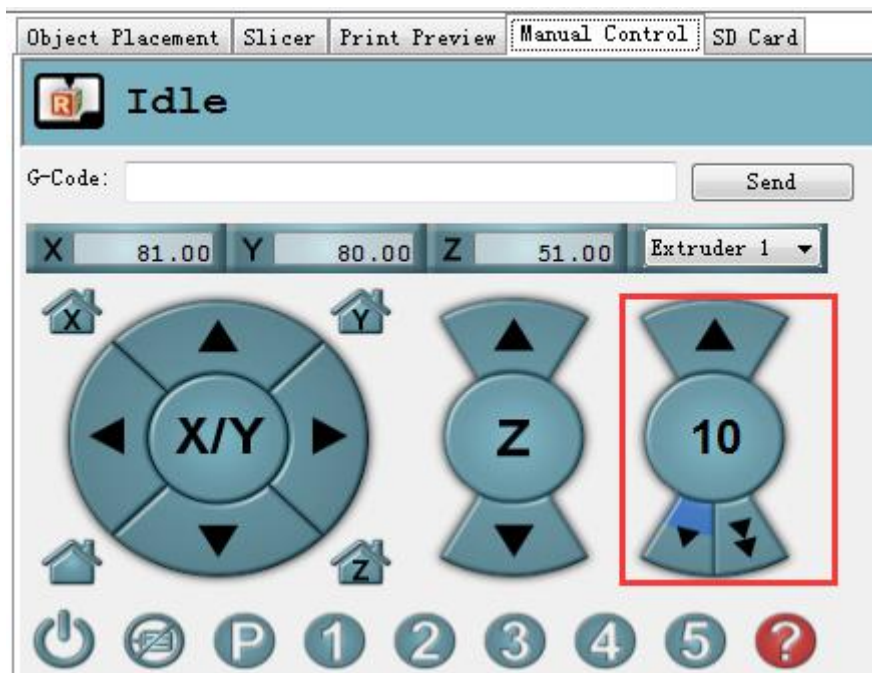 Object Placement Slicer Print Preview Manual Control SD Card
R Idle
G-Code: Send
X 81.00 Y 80.00 Z 51.00 Extruder 1
X Y
X/Y Z 10
Z
P 1 2 3 4 5 ?